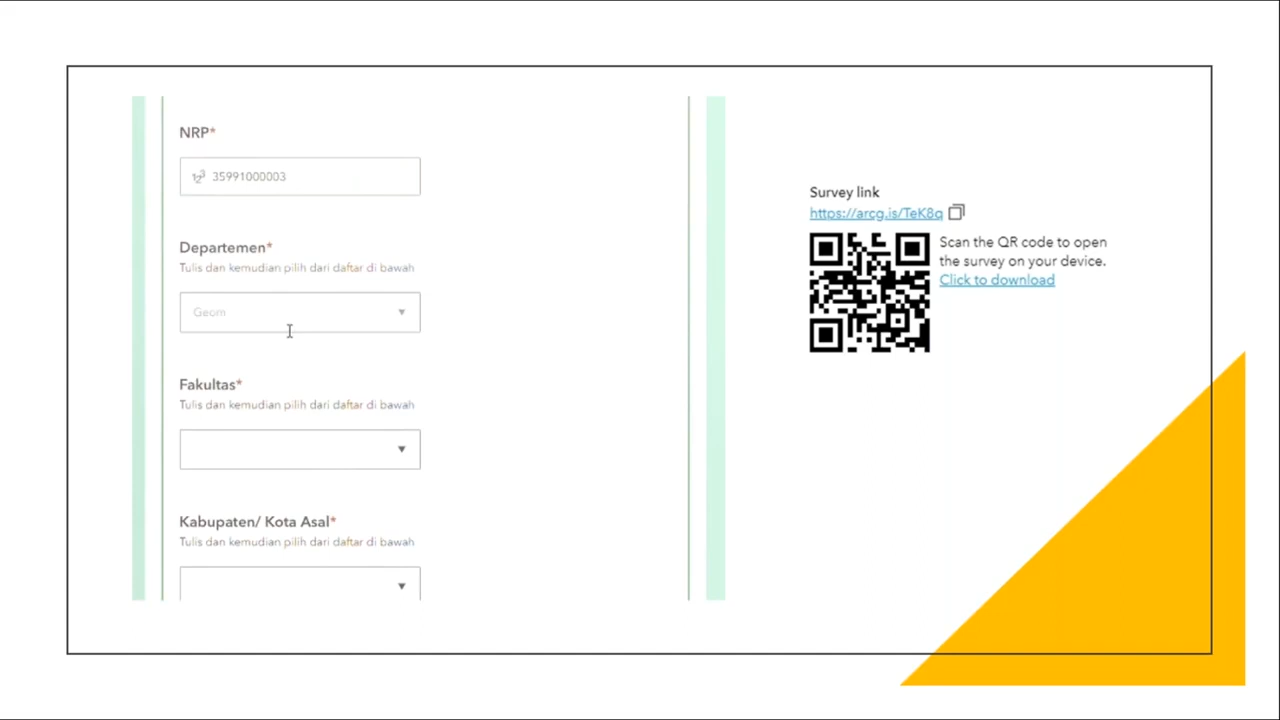 NRP*
35991000003
Departemen*
Tulis dan kemudian pilih dari daftar di bawah
Geom
Fakultas*
Tulis dan kemudian pilih dari daftar di bawah
Kabupaten/ Kota Asal*
Tulis dan kemudian pilih dari daftar di bawah
Survey link
https://arcg.is/TeK8q
Scan the QR code to open
the survey on your device.
Click to download